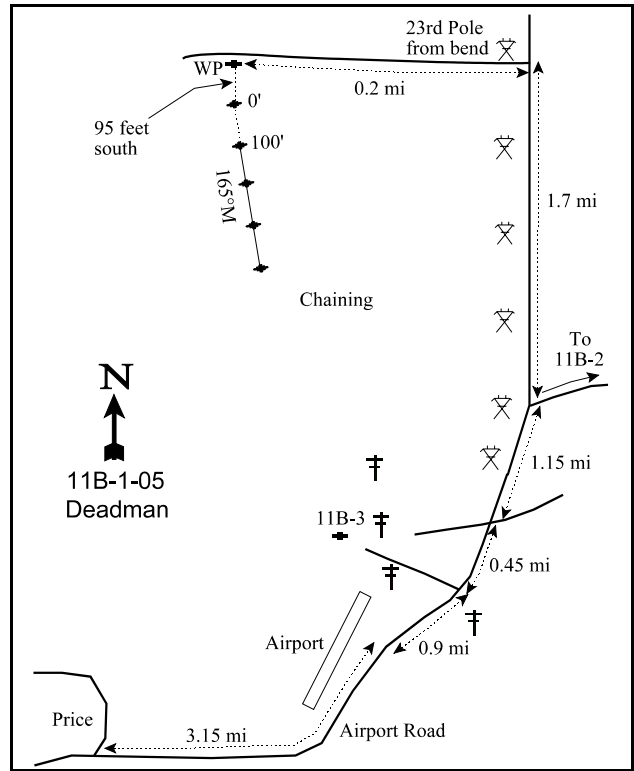 23rd Pole
from bend
WP
0.2 mi
0'
95 feet
south
100'
165°M
1.7 mi
Chaining
To
11B-2
N
11B-1-05
Deadman
1.15 mi
11B-3
0.45 mi
Airport
0.9 mi
Price
3.15 mi
Airport Road